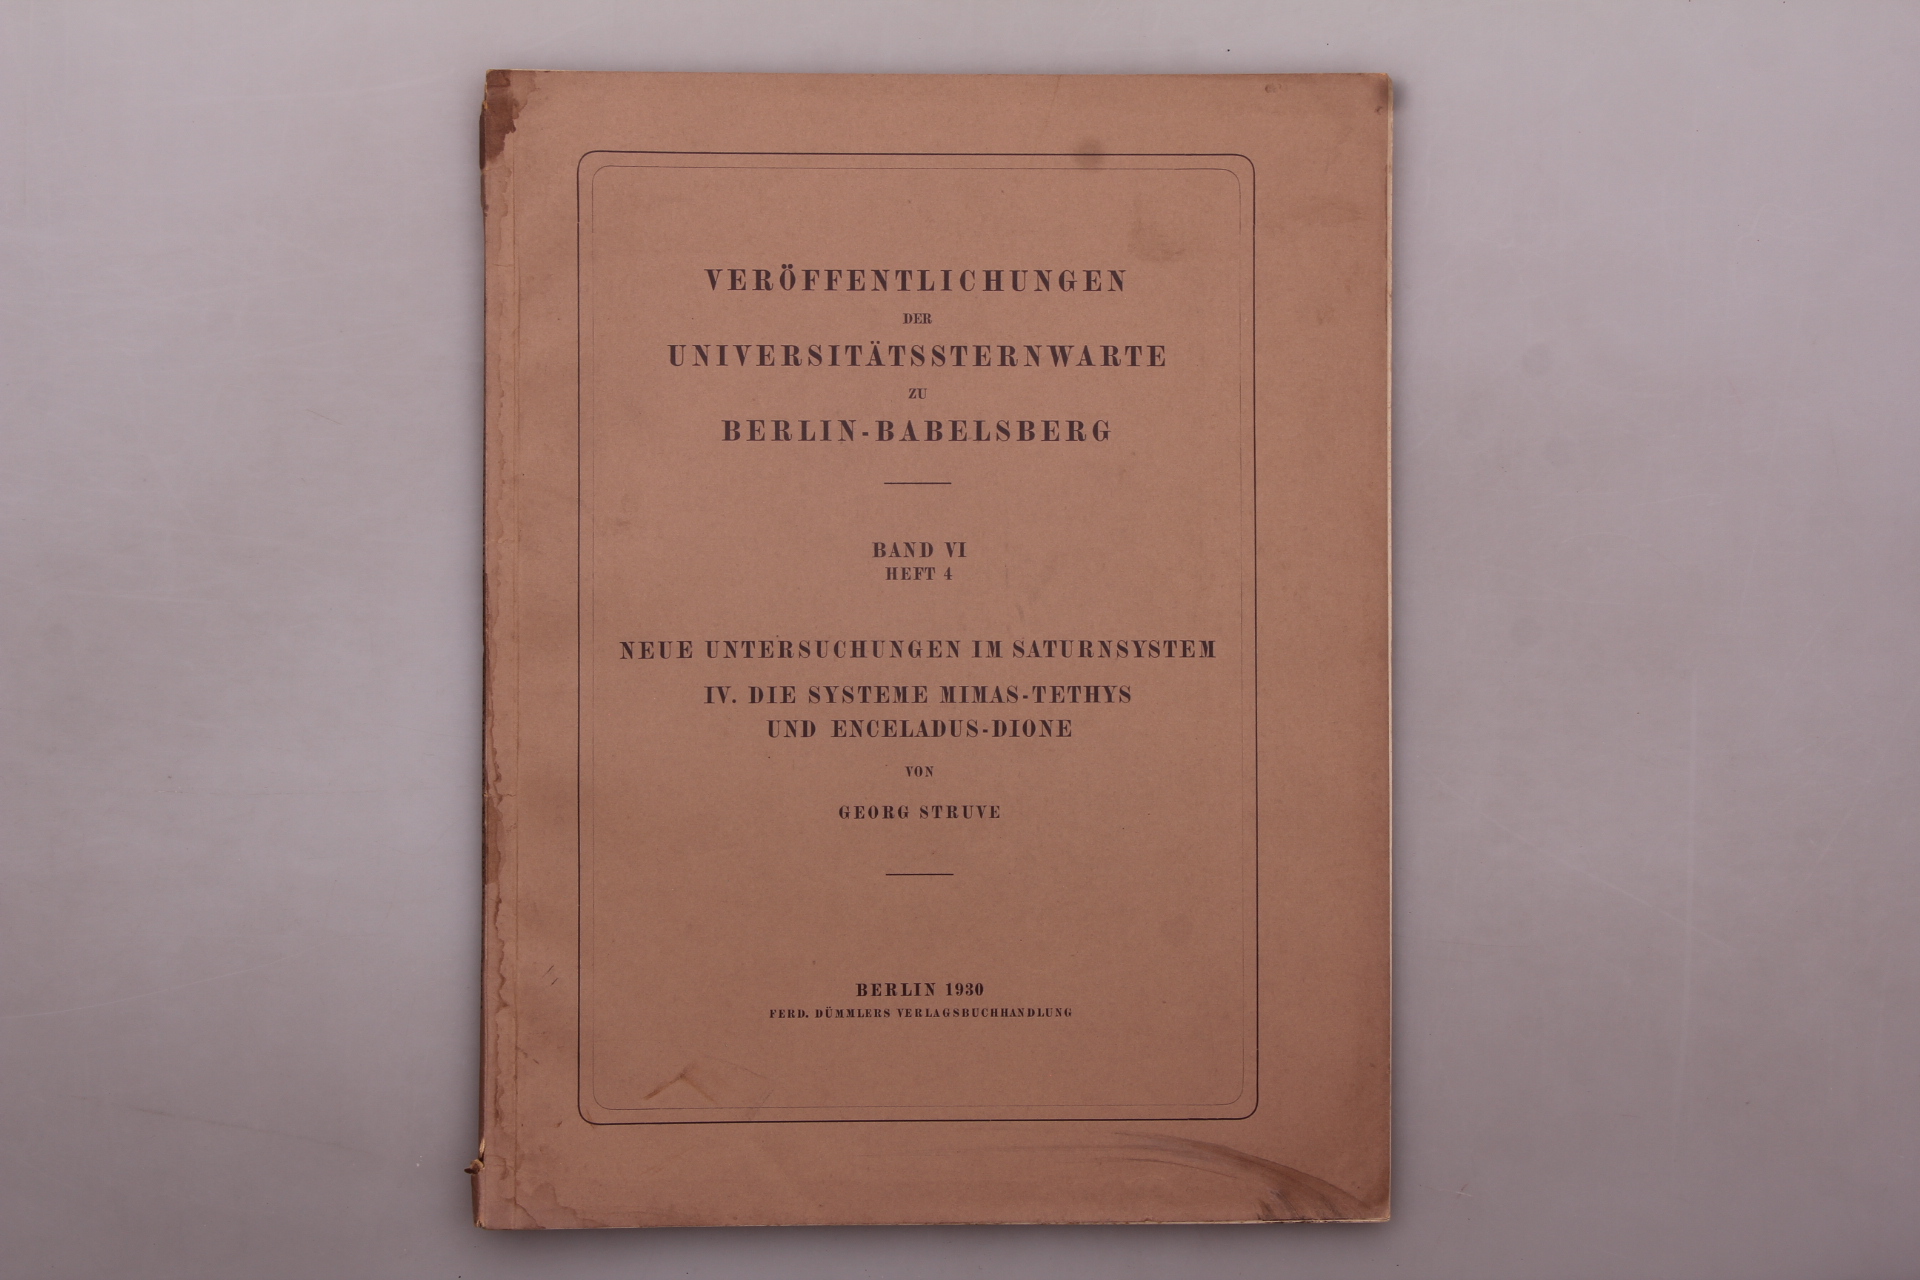 VERÖFFENTLICHUNGEN
DER
UNIVERSITÄTSSTERNWARTE
ZU
BERLIN-BABELSBERG
BAND VI
HEFT 4
NEUE UNTERSUCHUNGEN IM SATURNSYSTEM
IV. DIE SYSTEME MIMAS-TETHYS
UND ENCELADUS-DIONE
VON
GEORG STRUVE
BERLIN 1930
FERD. DÜMMLERS VERLAGSBUCHHANDLUNG